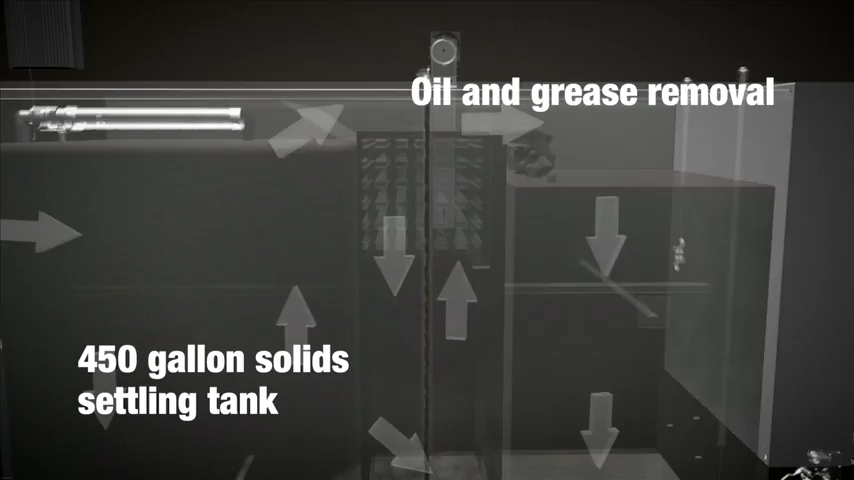 Oil and grease removal
450 gallon solids
settling tank